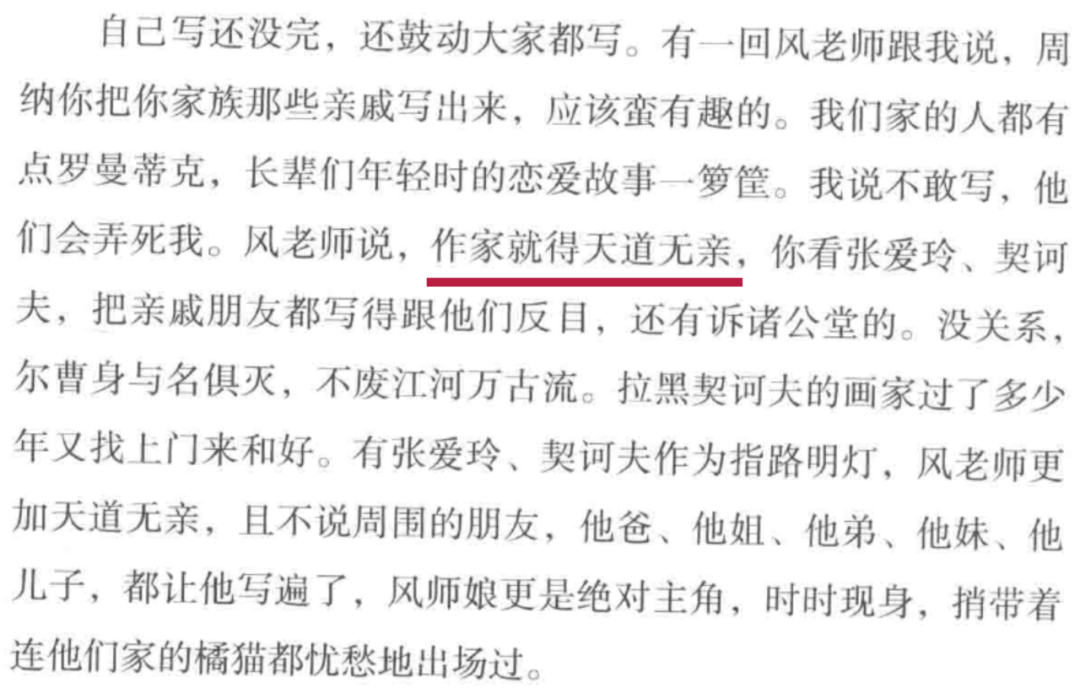 自己写还没完，还鼓动大家都写。有一回风老师跟我说，周
纳你把你家族那些亲戚写出来，应该蛮有趣的。我们家的人都有
点罗曼蒂克，长辈们年轻时的恋爱故事一箩筐。我说不敢写，他
们会弄死我。风老师说，作家就得天道无亲，你看张爱玲、契诃
夫，把亲戚朋友都写得跟他们反目，还有诉诸公堂的。没关系，
尔曹身与名俱灭，不废江河万古流。拉黑契诃夫的画家过了多少
年又找上门来和好。有张爱玲、契诃夫作为指路明灯，风老师更
加天道无亲，且不说周围的朋友，他爸、他姐、他弟、他妹、他
儿子，都让他写遍了，风师娘更是绝对主角，时时现身，捎带着
连他们家的橘猫都忧愁地出场过。